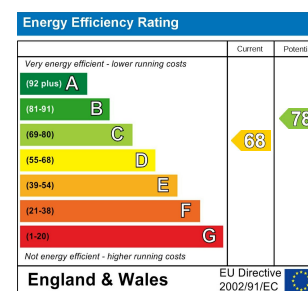 Energy Efficiency Rating
Current Potenti
Very energy efficient - lower running costs
(92 plus) A
(81-91) B
(69-80) C
(55-68) D
(39-54) E
(21-38) F
(1-20) G
68
78
Not energy efficient - higher running costs
England & Wales
EU Directive
2002/91/EC